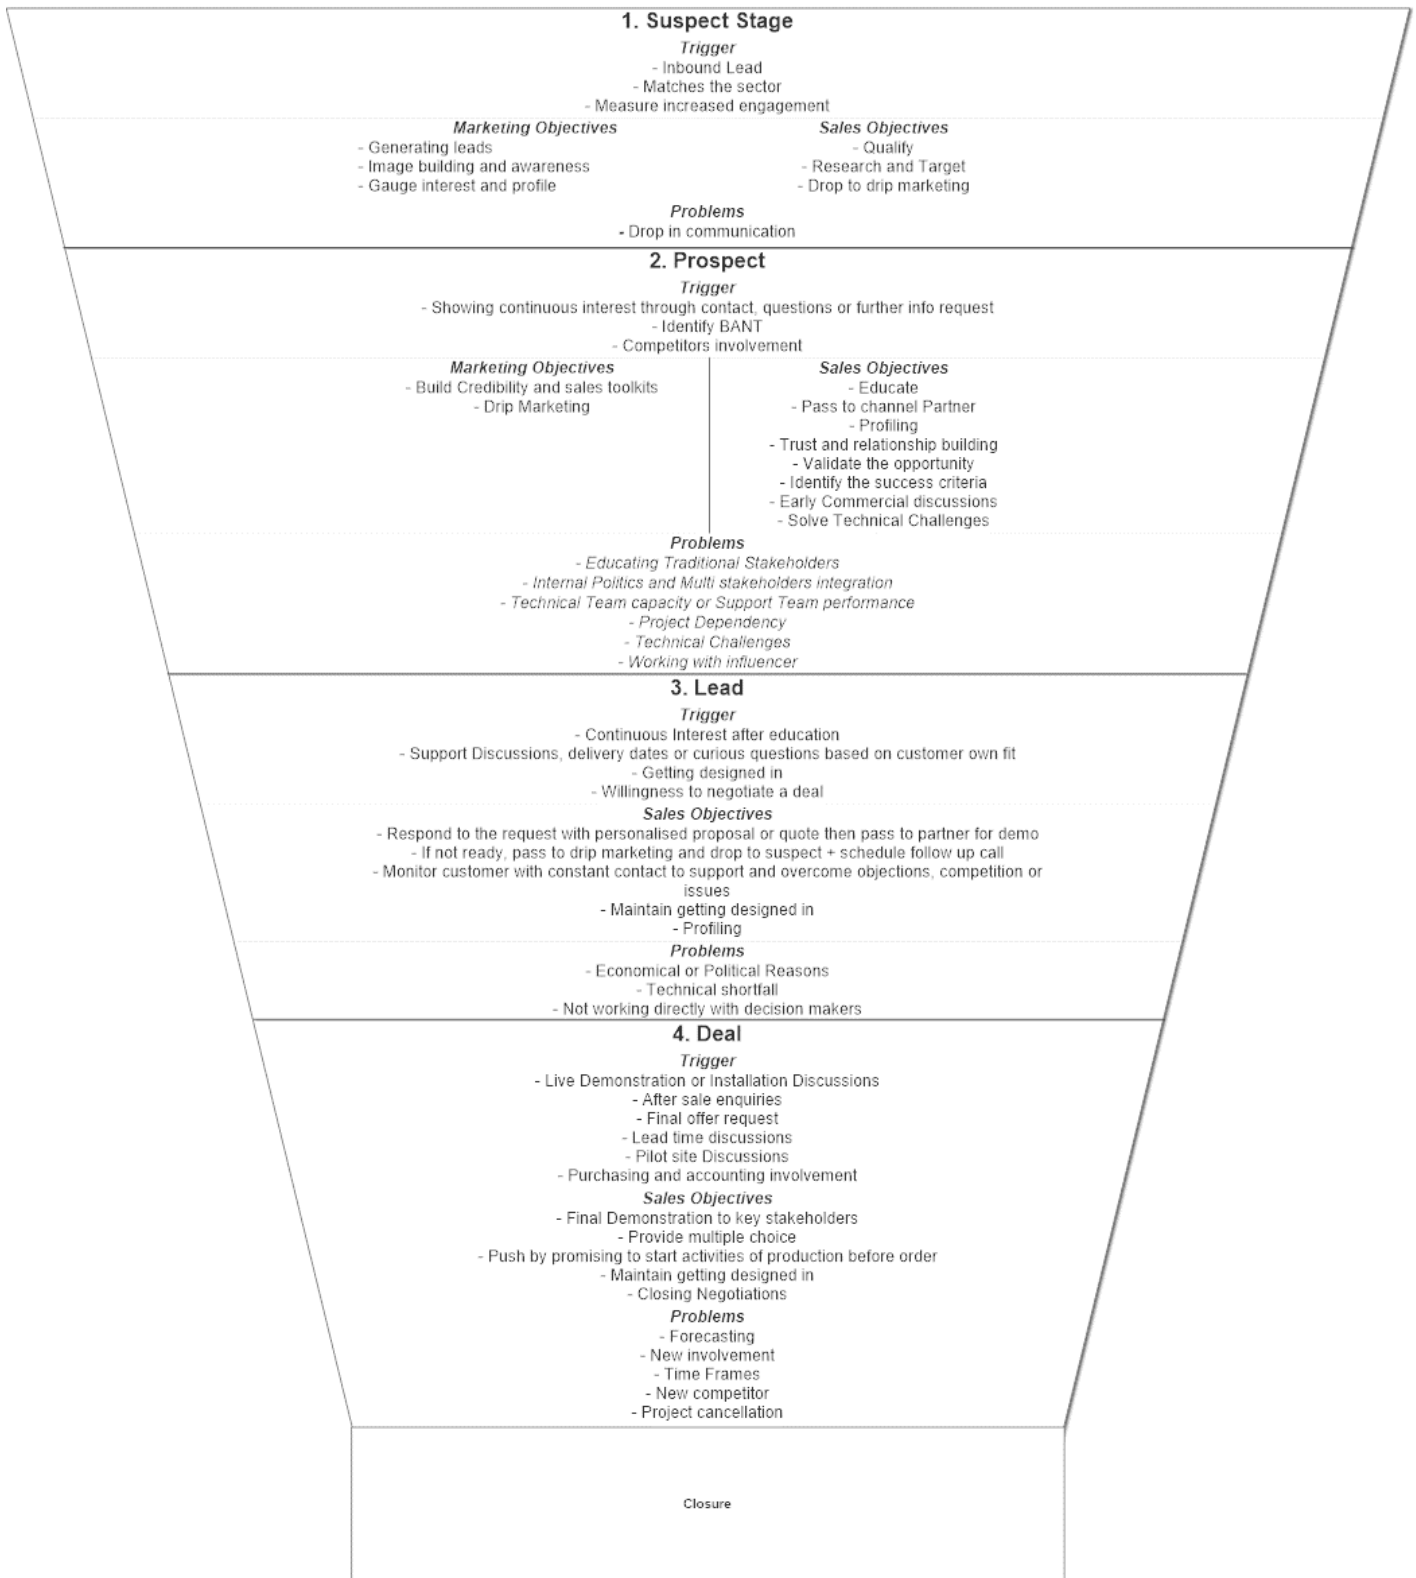 1. Suspect Stage
Trigger
- Inbound Lead
- Matches the sector
- Measure increased engagement
Marketing Objectives
- Generating leads
- Image building and awareness
- Gauge interest and profile
Sales Objectives
- Qualify
- Research and Target
- Drop to drip marketing
Problems
- Drop in communication
2. Prospect
Trigger
- Showing continuous interest through contact, questions or further info request
- Identify BANT
- Competitors involvement
Marketing Objectives
- Build Credibility and sales toolkits
- Drip Marketing
Sales Objectives
- Educate
- Pass to channel Partner
- Profiling
- Trust and relationship building
- Validate the opportunity
- Identify the success criteria
- Early Commercial discussions
- Solve Technical Challenges
Problems
- Educating Traditional Stakeholders
- Internal Politics and Multi stakeholders integration
- Technical Team capacity or Support Team performance
- Project Dependency
- Technical Challenges
- Working with influencer
3. Lead
Trigger
- Continuous Interest after education
- Support Discussions, delivery dates or curious questions based on customer own fit
- Getting designed in
- Willingness to negotiate a deal
Sales Objectives
- Respond to the request with personalised proposal or quote then pass to partner for demo
- If not ready, pass to drip marketing and drop to suspect + schedule follow up call
- Monitor customer with constant contact to support and overcome objections, competition or
issues
- Maintain getting designed in
- Profiling
Problems
- Economical or Political Reasons
- Technical shortfall
- Not working directly with decision makers
4. Deal
Trigger
- Live Demonstration or Installation Discussions
- After sale enquiries
- Final offer request
- Lead time discussions
- Pilot site Discussions
- Purchasing and accounting involvement
Sales Objectives
- Final Demonstration to key stakeholders
- Provide multiple choice
- Push by promising to start activities of production before order
- Maintain getting designed in
- Closing Negotiations
Problems
- Forecasting
- New involvement
- Time Frames
- New competitor
- Project cancellation
Closure